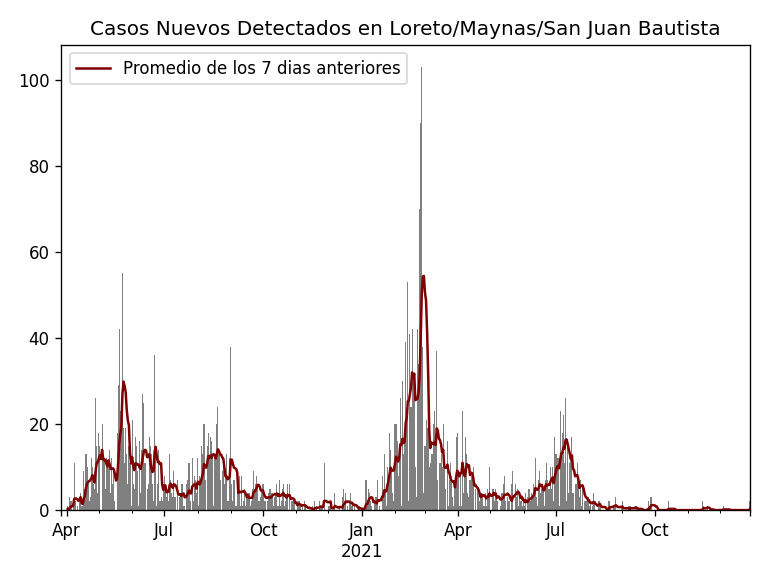 Casos Nuevos Detectados en Loreto/Maynas/San Juan Bautista
Promedio de los 7 dias anteriores
100
80
60
40
20
0
Apr Jul Oct Jan Apr Jul Oct
2021